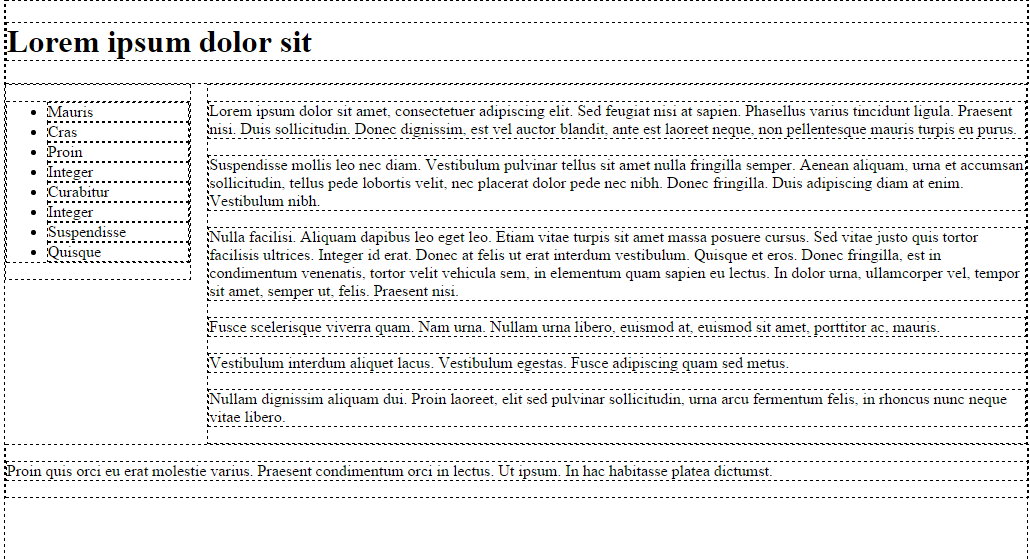 Lorem ipsum dolor sit
Mauris
Cras
Proin
Integer
Curabitur
Integer
Suspendisse
Quisque
Lorem ipsum dolor sit amet, consectetuer adipiscing elit. Sed feugiat nisi at sapien. Phasellus varius tincidunt ligula. Praesent
nisi. Duis sollicitudin. Donec dignissim, est vel auctor blandit, ante est laoreet neque, non pellentesque mauris turpis eu purus.
Suspendisse mollis leo nec diam. Vestibulum pulvinar tellus sit amet nulla fringilla semper. Aenean aliquam, urna et accumsan
sollicitudin, tellus pede lobortis velit, nec placerat dolor pede nec nibh. Donec fringilla. Duis adipiscing diam at enim.
Vestibulum nibh.
Nulla facilisi. Aliquam dapibus leo eget leo. Etiam vitae turpis sit amet massa posuere cursus. Sed vitae justo quis tortor
facilisis ultrices. Integer id erat. Donec at felis ut erat interdum vestibulum. Quisque et eros. Donec fringilla, est in
condimentum venenatis, tortor velit vehicula sem, in elementum quam sapien eu lectus. In dolor urna, ullamcorper vel, tempor
sit amet, semper ut, felis. Praesent nisi.
Fusce scelerisque viverra quam. Nam urna. Nullam urna libero, euismod at, euismod sit amet, porttitor ac, mauris.
Vestibulum interdum aliquet lacus. Vestibulum egestas. Fusce adipiscing quam sed metus.
Nullam dignissim aliquam dui. Proin laoreet, elit sed pulvinar sollicitudin, urna arcu fermentum felis, in rhoncus nunc neque
vitae libero.
Proin quis orci eu erat molestie varius. Praesent condimentum orci in lectus. Ut ipsum. In hac habitasse platea dictumst.